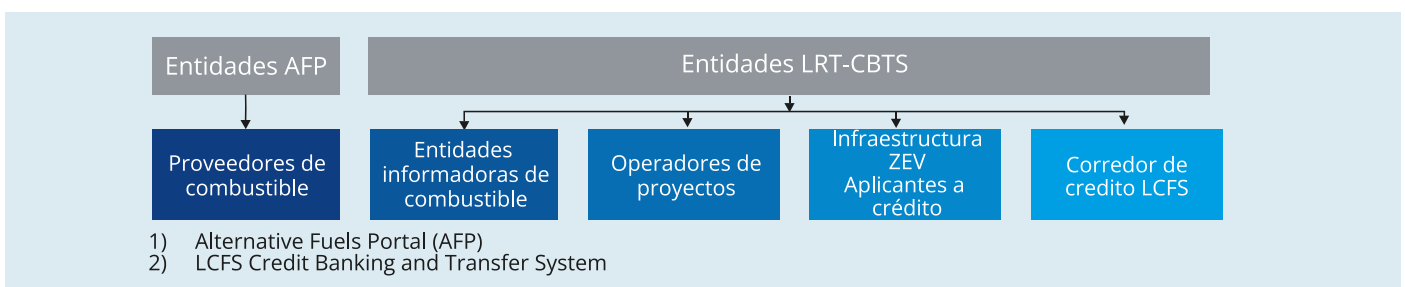 Entidades AFP
Entidades LRT-CBTS
Proveedores de
combustible
Entidades
informadoras de
combustible
Operadores de
proyectos
Infraestructura
ZEV
Aplicantes a
crédito
Corredor de
credito LCFS
1) Alternative Fuels Portal (AFP)
2) LCFS Credit Banking and Transfer System